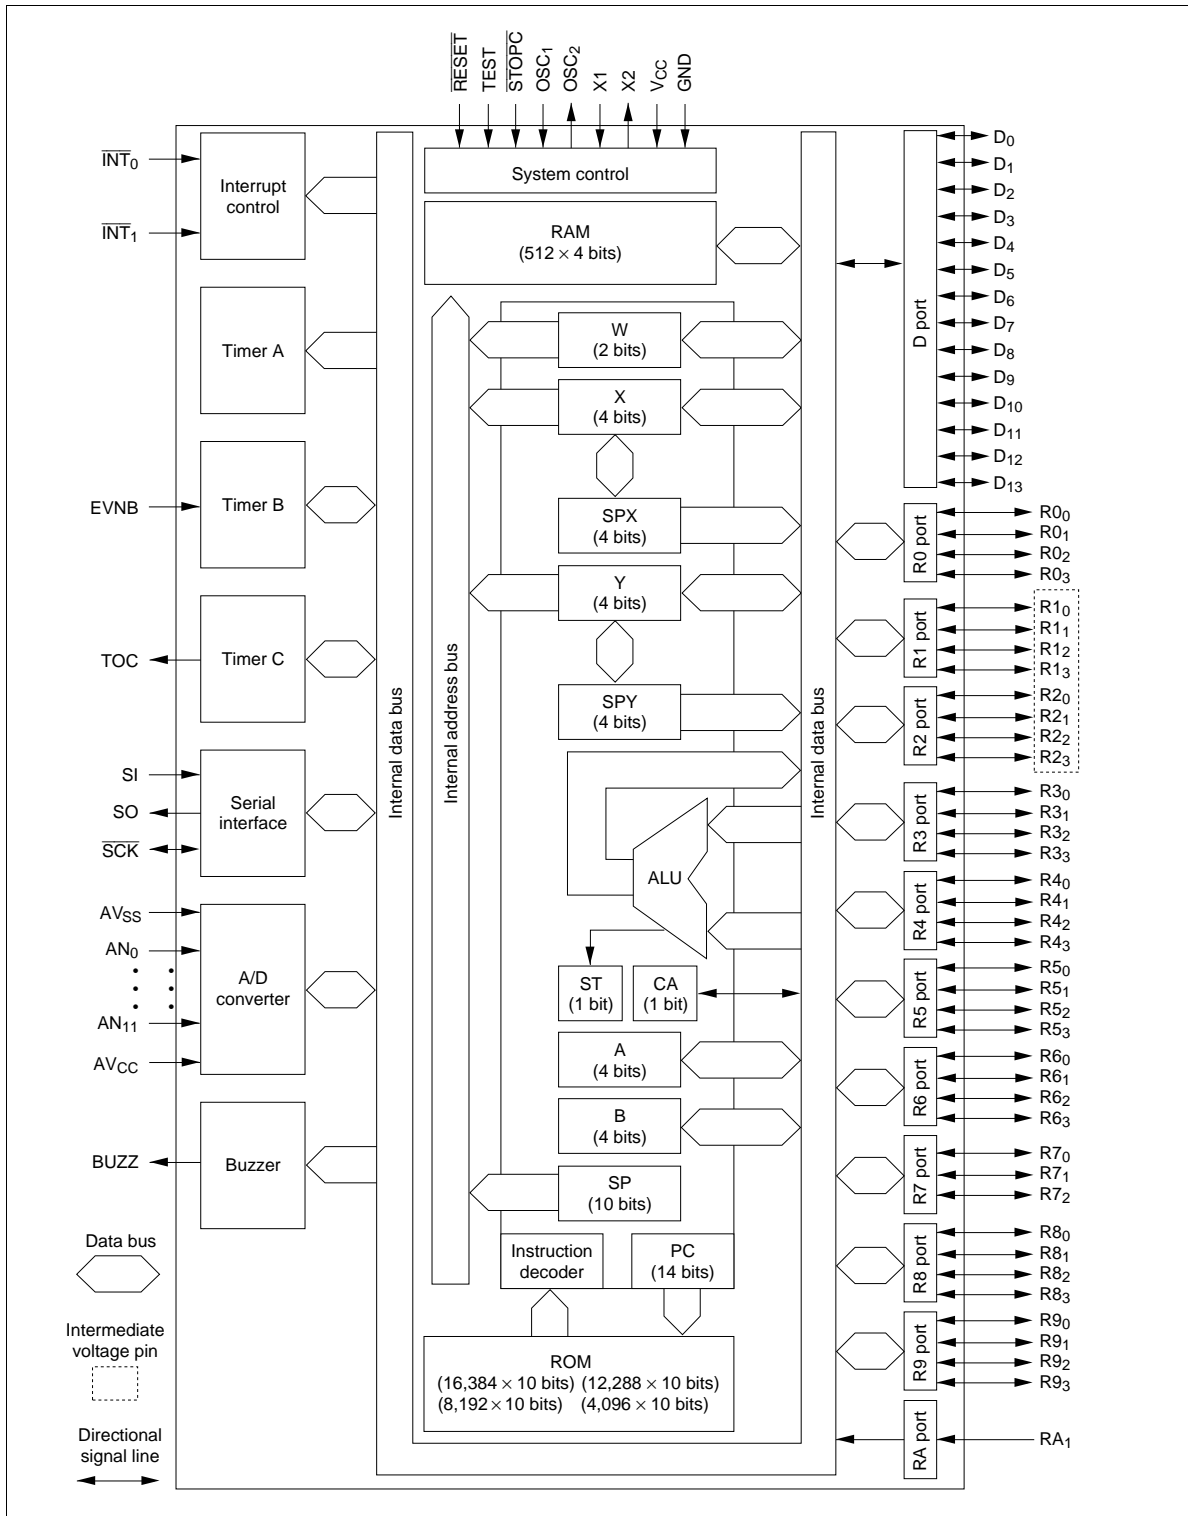 RESET
TEST
STOPC
OSC1
OSC2
X1
X2
VCC
GND
INT0
INT1
Interrupt
control
System control
RAM
(512 × 4 bits)
Timer A
EVNB
Timer B
TOC
Timer C
SI
SO
SCK
Serial
interface
AVSS
AN0
AN11
AVCC
A/D
converter
BUZZ
Buzzer
Data bus
Intermediate
voltage pin
Directional
signal line
Internal data bus
Internal address bus
W
(2 bits)
X
(4 bits)
SPX
(4 bits)
Y
(4 bits)
SPY
(4 bits)
ALU
ST
(1 bit)
CA
(1 bit)
A
(4 bits)
B
(4 bits)
SP
(10 bits)
Instruction
decoder
PC
(14 bits)
ROM
(16,384 × 10 bits) (12,288 × 10 bits)
(8,192 × 10 bits) (4,096 × 10 bits)
Internal data bus
D port
D0
D1
D2
D3
D4
D5
D6
D7
D8
D9
D10
D11
D12
D13
R0 port
R00
R01
R02
R03
R1 port
R10
R11
R12
R13
R2 port
R20
R21
R22
R23
R3 port
R30
R31
R32
R33
R4 port
R40
R41
R42
R43
R5 port
R50
R51
R52
R53
R6 port
R60
R61
R62
R63
R7 port
R70
R71
R72
R8 port
R80
R81
R82
R83
R9 port
R90
R91
R92
R93
RA port
RA1